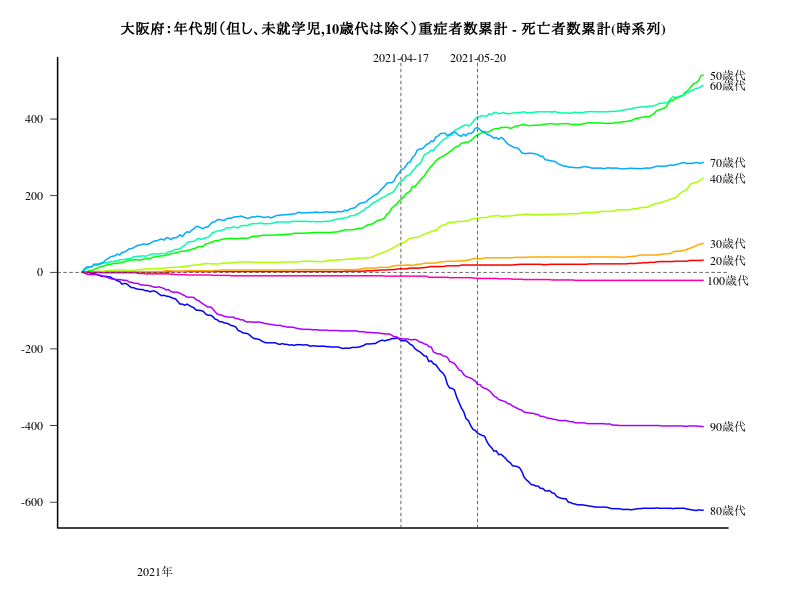 大阪府：年代別（但し、未就学児,10歳代は除く）重症者数累計 - 死亡者数累計(時系列)
2021-04-17
2021-05-20
50歳代
60歳代
400
70歳代
40歳代
200
30歳代
20歳代
0
100歳代
-200
-400
90歳代
-600
80歳代
2021年